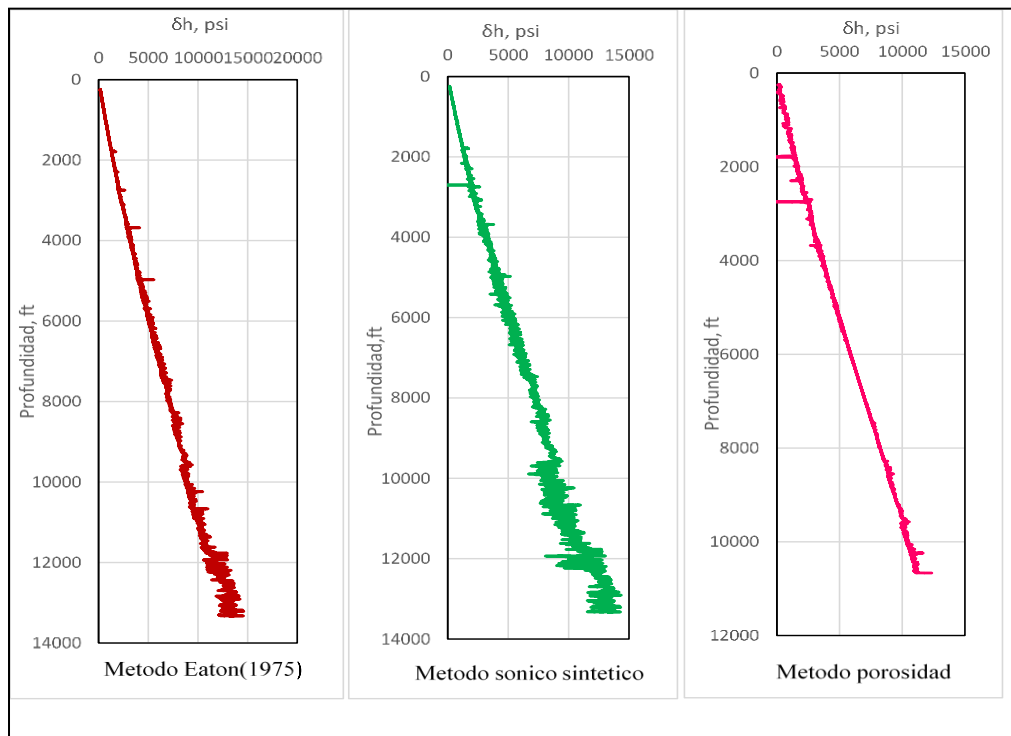 δh, psi
0 5000 10000 15000 20000
0
2000
4000
6000
8000
10000
12000
14000
Profundidad, ft
Metodo Eaton(1975)
δh, psi
0 5000 10000 15000
0
2000
4000
6000
8000
10000
12000
14000
Profundidad,ft
Metodo sonico sintetico
δh, psi
0 5000 10000 15000
0
2000
4000
6000
8000
10000
12000
Profundidad, ft
Metodo porosidad